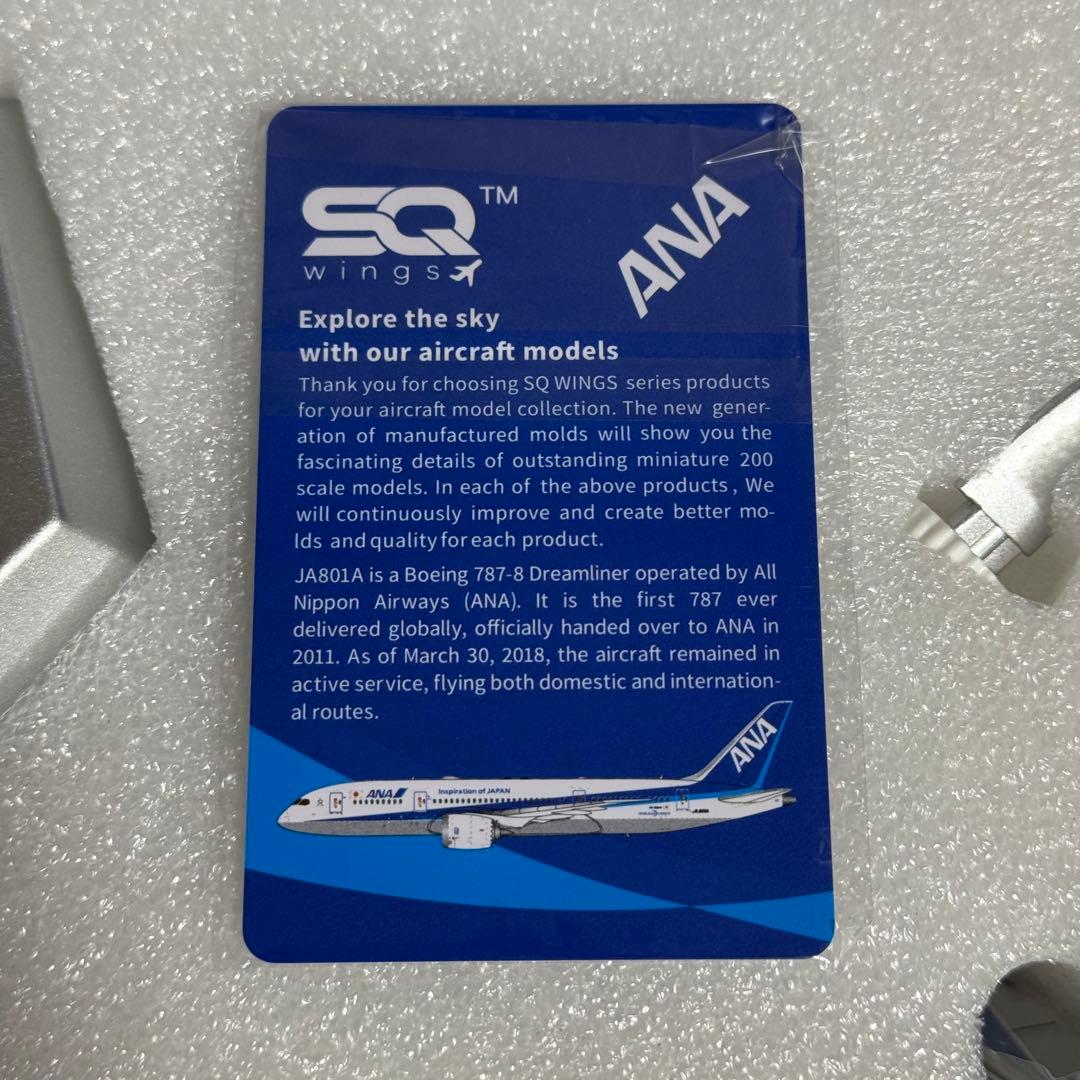 SQ™
wings
ANA
Explore the sky
with our aircraft models
Thank you for choosing SQ WINGS series products
for your aircraft model collection. The new gener-
ation of manufactured molds will show you the
fascinating details of outstanding miniature 200
scale models. In each of the above products, We
will continuously improve and create better mo-
lds and quality for each product.
JA801A is a Boeing 787-8 Dreamliner operated by All
Nippon Airways (ANA). It is the first 787 ever
delivered globally, officially handed over to ANA in
2011. As of March 30, 2018, the aircraft remained in
active service, flying both domestic and internation-
al routes.
ANA
ANA
Inspiration of JAPAN